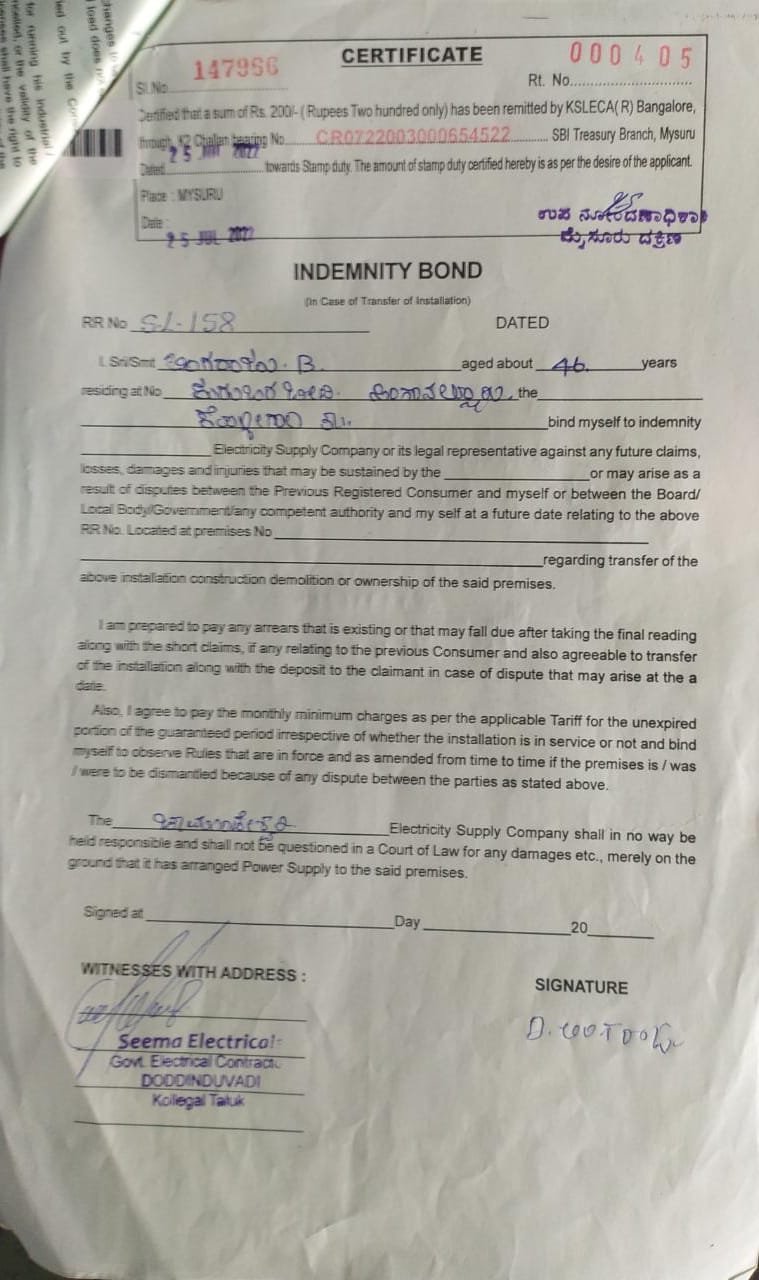 CERTIFICATE
000405
Sl.No. 147966
Rt. No..............................
Certified that a sum of Rs. 200/- ( Rupees Two hundred only) has been remitted by KSLECA( R) Bangalore,
through K2 Challan bearing No. CR0722003000654522 SBI Treasury Branch, Mysuru
25 JUL 2022
Dated towards Stamp duty. The amount of stamp duty certified hereby is as per the desire of the applicant.
Place : MYSURU
Date :
25 JUL 2022
ಉಪ
ಮೈಸೂರು ದಕ್ಷಿಣ
INDEMNITY BOND
(In Case of Transfer of Installation)
RR No SL-158 DATED
I. Sri/Smt B. aged about 46 years
residing at No the
bind myself to indemnity
Electricity Supply Company or its legal representative against any future claims,
losses, damages and injuries that may be sustained by the or may arise as a
result of disputes between the Previous Registered Consumer and myself or between the Board/
Local Body/Government/any competent authority and my self at a future date relating to the above
RR No. Located at premises No
regarding transfer of the
above installation construction demolition or ownership of the said premises.
I am prepared to pay any arrears that is existing or that may fall due after taking the final reading
along with the short claims, if any relating to the previous Consumer and also agreeable to transfer
of the installation along with the deposit to the claimant in case of dispute that may arise at the a
date.
Also, I agree to pay the monthly minimum charges as per the applicable Tariff for the unexpired
portion of the guaranteed period irrespective of whether the installation is in service or not and bind
myself to observe Rules that are in force and as amended from time to time if the premises is / was
/ were to be dismantled because of any dispute between the parties as stated above.
The Electricity Supply Company shall in no way be
held responsible and shall not be questioned in a Court of Law for any damages etc., merely on the
ground that it has arranged Power Supply to the said premises.
Signed at Day 20
WITNESSES WITH ADDRESS :
SIGNATURE
Seema Electrical
Govt. Electrical Contract
DODDINDUVADI
Kollegal Taluk